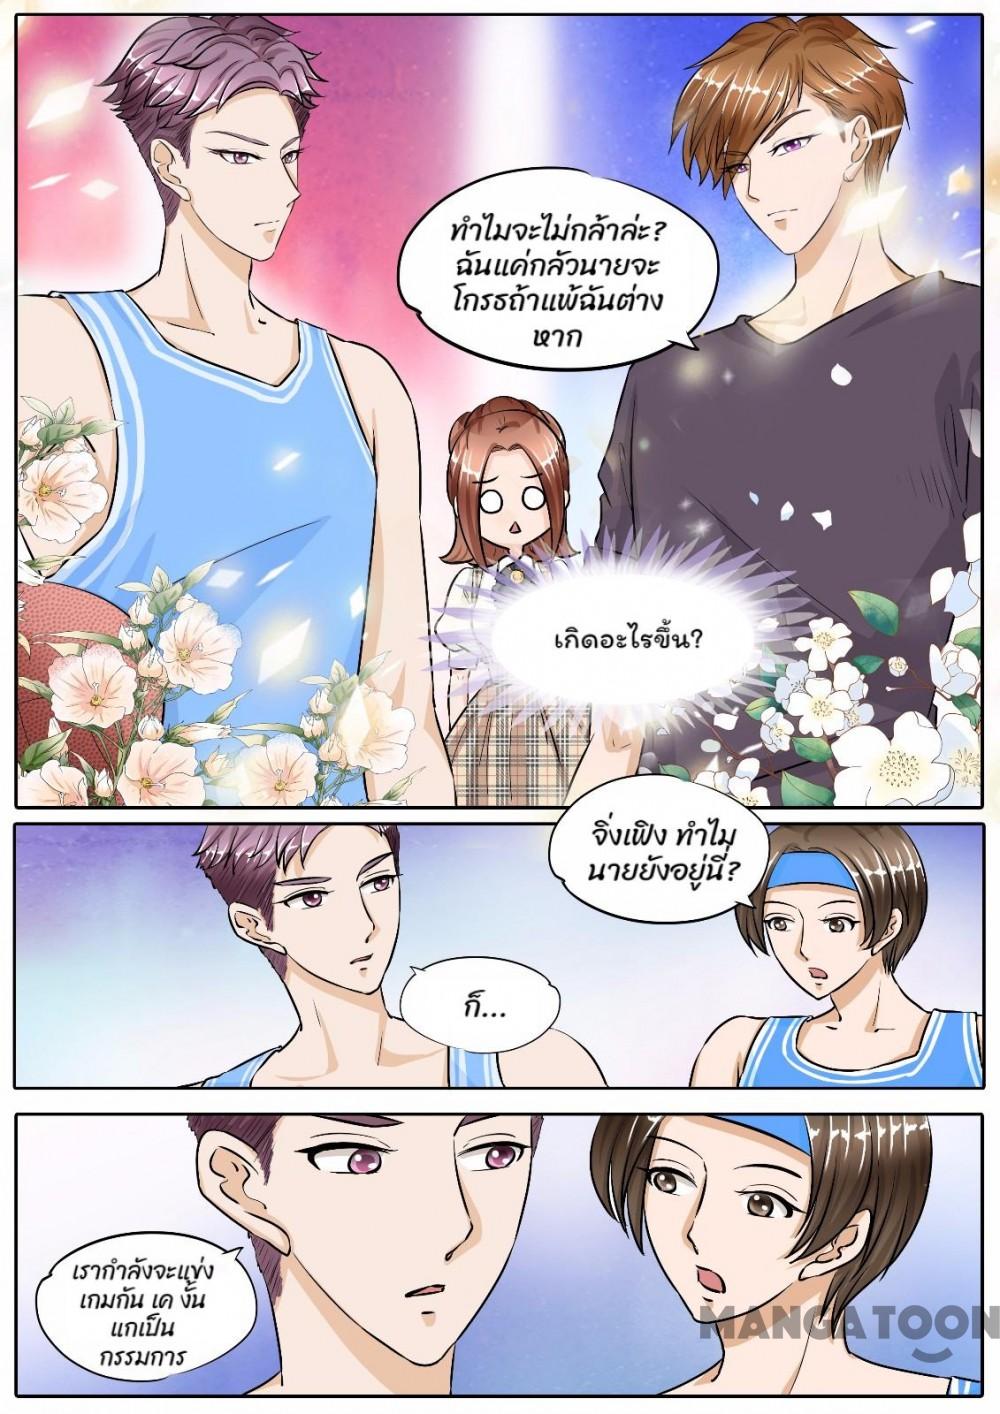 ทำไมจะไม่กล้าล่ะ?
ฉันแค่กลัวนายจะ
โกรธถ้าแพ้ฉันต่าง
หาก
เกิดอะไรขึ้น?
จิ่งเฟิง ทำไม
นายยังอยู่นี่?
ก็...
เรากำลังจะแข่ง
เกมกัน เค งั้น
แกเป็น
กรรมการ
MANGATOON